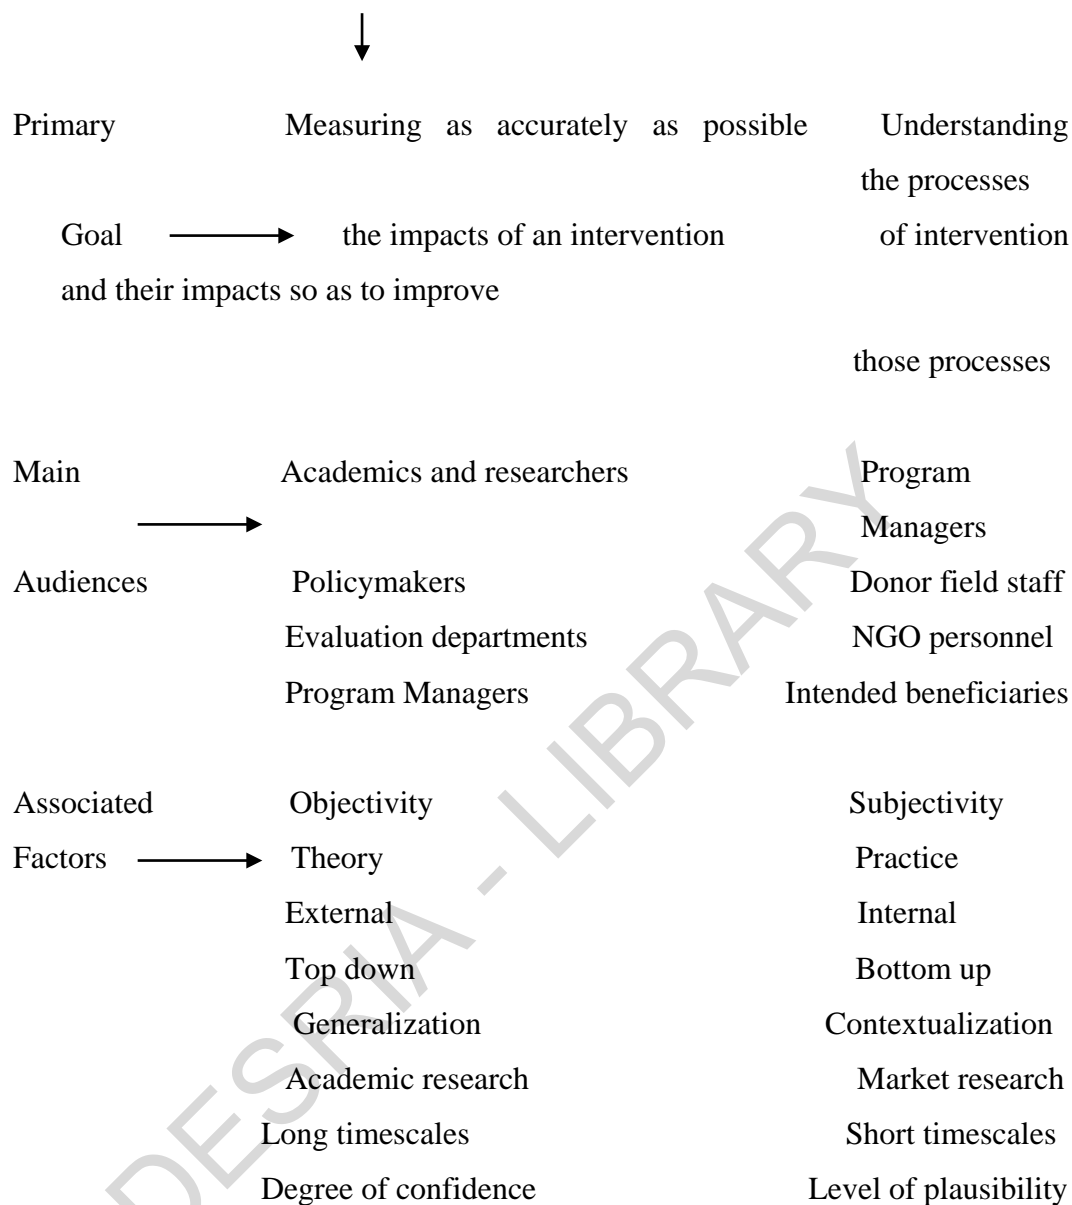 Primary Measuring as accurately as possible Understanding
the processes
Goal the impacts of an intervention of intervention
and their impacts so as to improve
those processes
Main Academics and researchers Program
Managers
Audiences Policymakers Donor field staff
Evaluation departments NGO personnel
Program Managers Intended beneficiaries
Associated Objectivity Subjectivity
Factors Theory Practice
External Internal
Top down Bottom up
Generalization Contextualization
Academic research Market research
Long timescales Short timescales
Degree of confidence Level of plausibility
DESRIA - LIBRARY